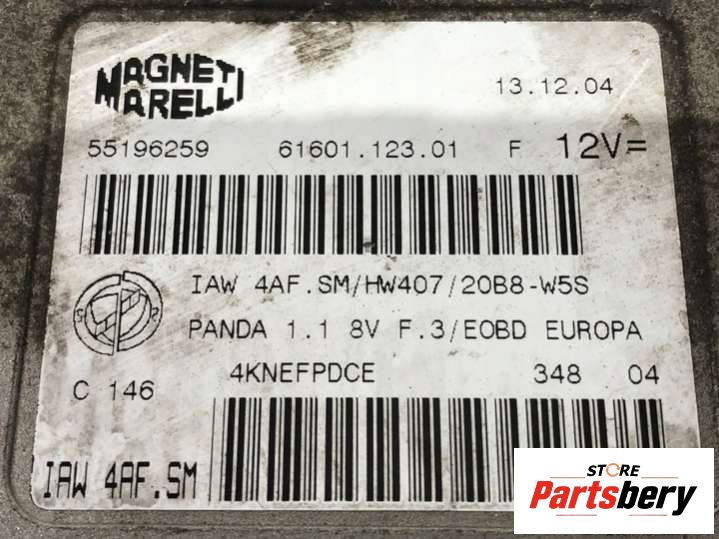 MAGNETI
MARELLI
13.12.04
55196259 61601.123.01 F 12V=
IAW 4AF.SM/HW407/20B8-W5S
PANDA 1.1 8V F.3/EOBD EUROPA
C 146
4KNEFPDCE 348 04
IAW 4AF.SM
STORE
Partsbery